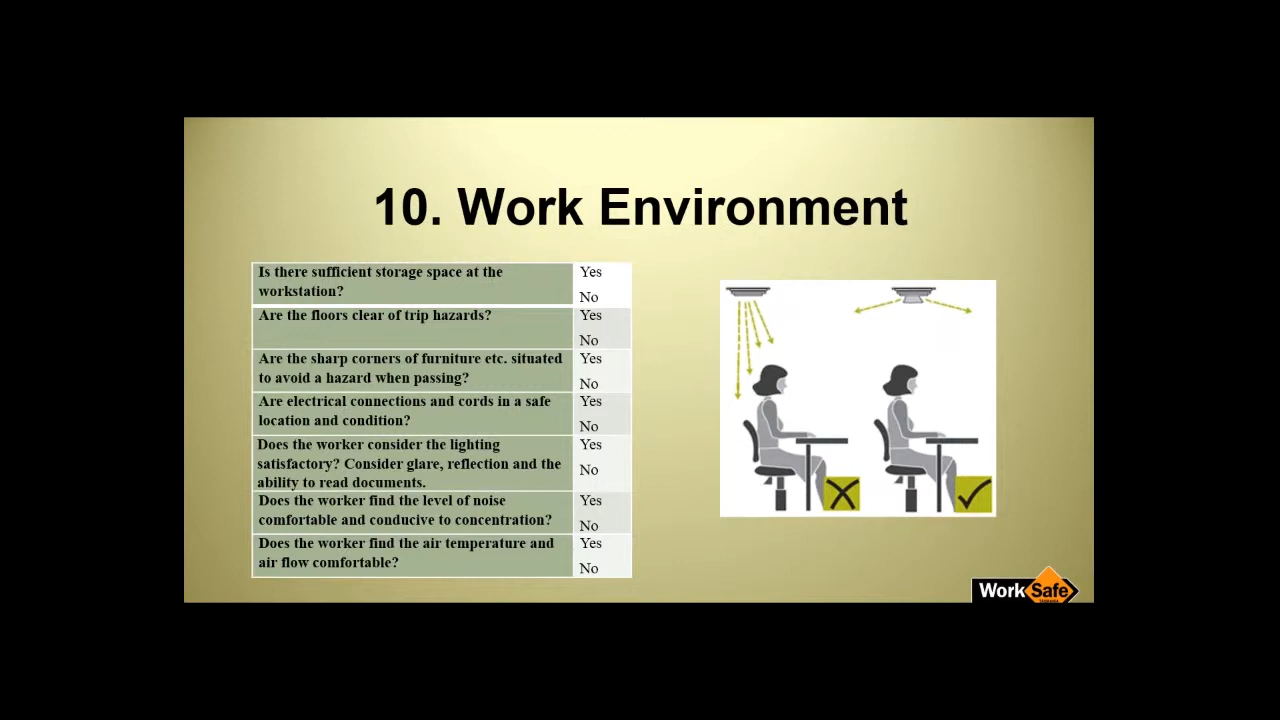 10. Work Environment
Is there sufficient storage space at the
workstation?
Yes
No
Are the floors clear of trip hazards?
Yes
No
Are the sharp corners of furniture etc. situated
to avoid a hazard when passing?
Yes
No
Are electrical connections and cords in a safe
location and condition?
Yes
No
Does the worker consider the lighting
satisfactory? Consider glare, reflection and the
ability to read documents.
Yes
No
Does the worker find the level of noise
comfortable and conducive to concentration?
Yes
No
Does the worker find the air temperature and
air flow comfortable?
Yes
No
WorkSafe